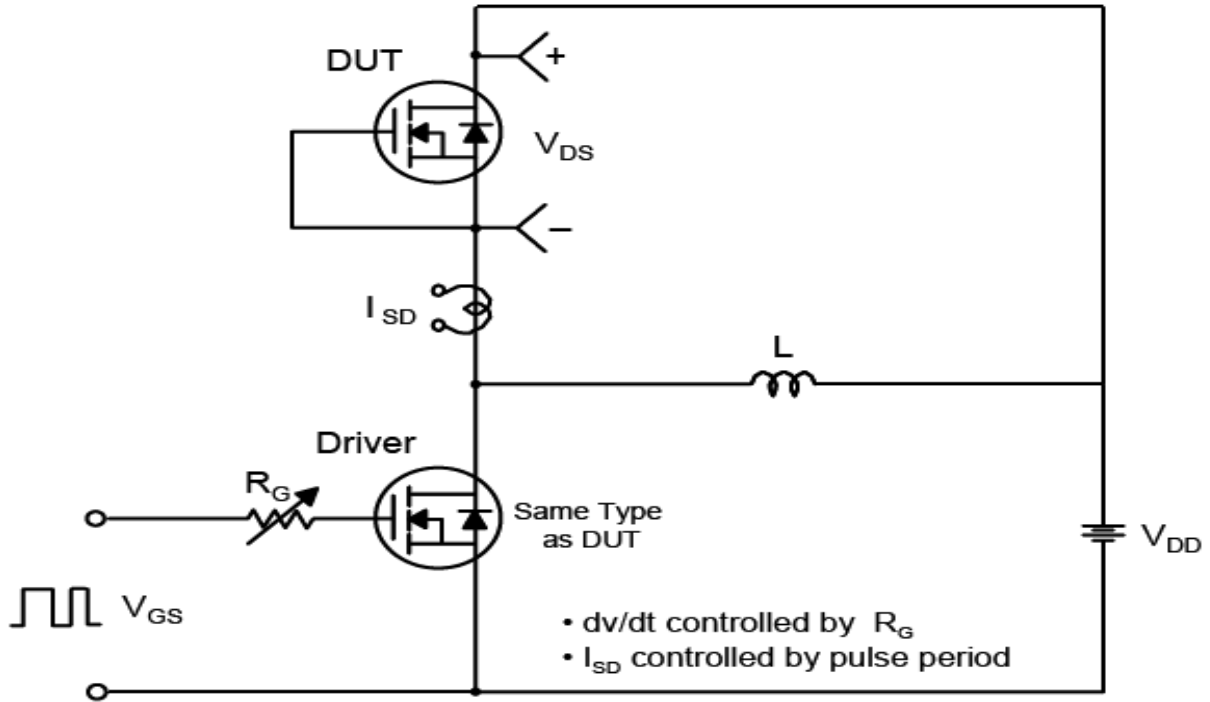 DUT
+
VDS
–
I SD
L
Driver
RG
Same Type
as DUT
VDD
VGS
• dv/dt controlled by RG
• ISD controlled by pulse period